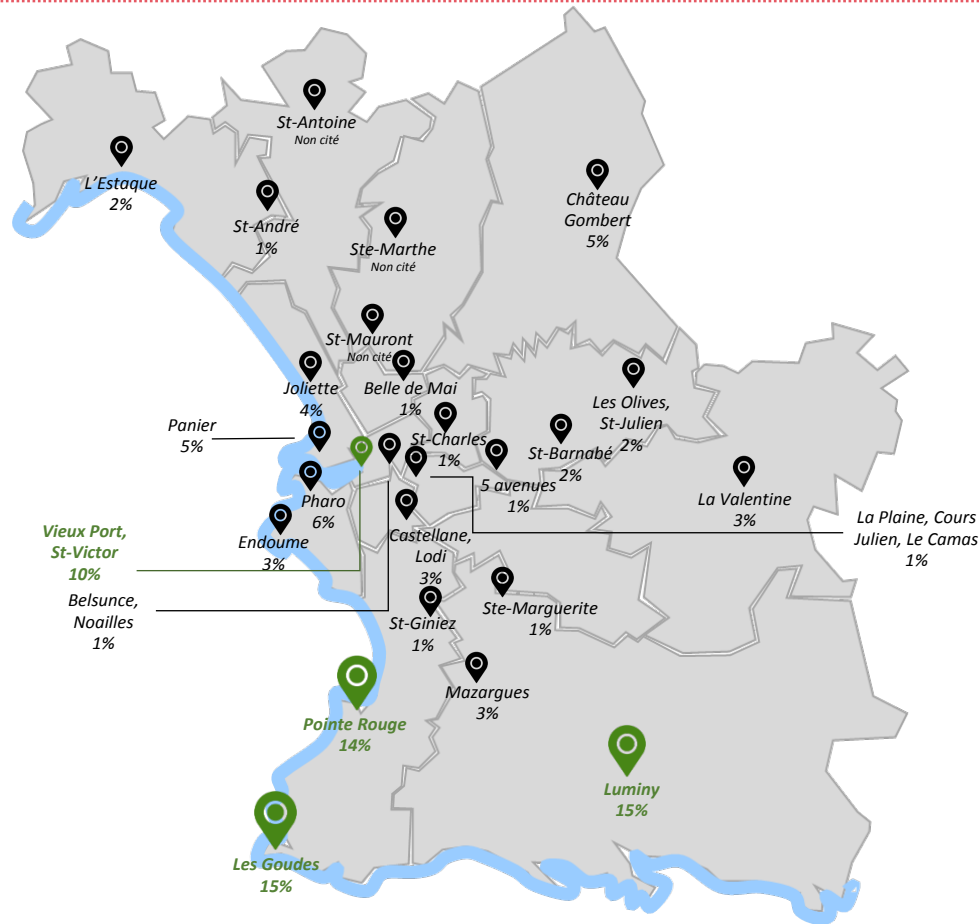 St-Antoine
Non cité
L'Estaque
2%
St-André
1%
Ste-Marthe
Non cité
Château
Gombert
5%
St-Mauront
Non cité
Joliette
4%
Belle de Mai
1%
Les Olives,
St-Julien
2%
Panier
5%
St-Charles
1%
St-Barnabé
2%
5 avenues
1%
La Valentine
3%
Pharo
6%
Vieux Port,
St-Victor
10%
Endoume
3%
Castellane,
Lodi
3%
La Plaine, Cours
Julien, Le Camas
1%
Belsunce,
Noailles
1%
St-Giniez
1%
Ste-Marguerite
1%
Mazargues
3%
Pointe Rouge
14%
Luminy
15%
Les Goudes
15%